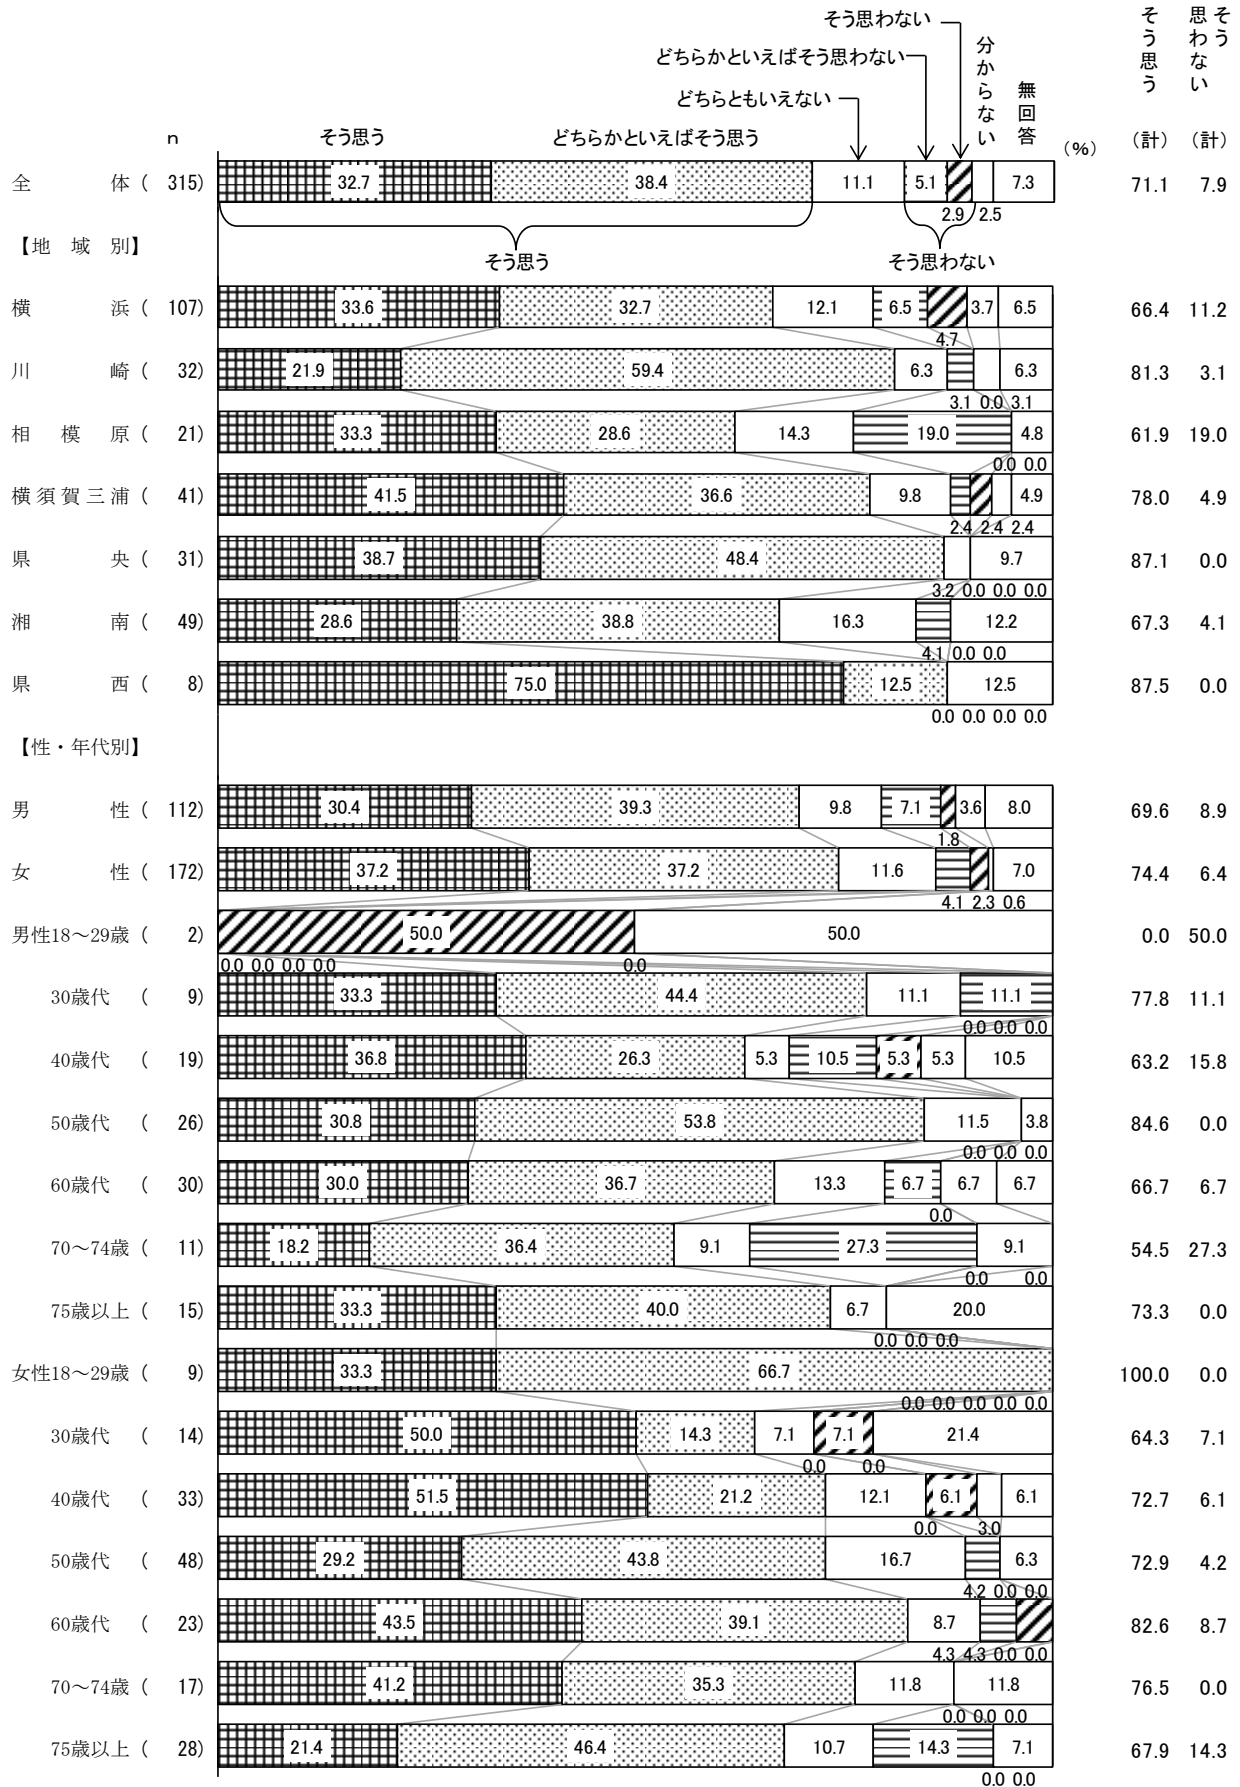 そう思わない
どちらかといえばそう思わない
どちらともいえない
分からない
無回答
そう思う
そう思わない
n
そう思う
どちらかといえばそう思う
(%)
(計)
(計)
全体( 315) 32.7 38.4 11.1 5.1 7.3 71.1 7.9
2.9 2.5
【地域別】
そう思う
そう思わない
横浜( 107) 33.6 32.7 12.1 6.5 3.7 6.5 66.4 11.2
4.7
川崎( 32) 21.9 59.4 6.3 6.3 81.3 3.1
3.1 0.0 3.1
相模原( 21) 33.3 28.6 14.3 19.0 4.8 61.9 19.0
0.0 0.0
横須賀三浦( 41) 41.5 36.6 9.8 4.9 78.0 4.9
2.4 2.4 2.4
県央( 31) 38.7 48.4 9.7 87.1 0.0
3.2 0.0 0.0 0.0
湘南( 49) 28.6 38.8 16.3 12.2 67.3 4.1
4.1 0.0 0.0
県西( 8) 75.0 12.5 12.5 87.5 0.0
0.0 0.0 0.0 0.0
【性・年代別】
男性( 112) 30.4 39.3 9.8 7.1 3.6 8.0 69.6 8.9
1.8
女性( 172) 37.2 37.2 11.6 7.0 74.4 6.4
4.1 2.3 0.6
男性18～29歳( 2) 50.0 50.0 0.0 50.0
0.0 0.0 0.0 0.0 0.0
30歳代( 9) 33.3 44.4 11.1 11.1 77.8 11.1
0.0 0.0 0.0
40歳代( 19) 36.8 26.3 5.3 10.5 5.3 5.3 10.5 63.2 15.8
50歳代( 26) 30.8 53.8 11.5 3.8 84.6 0.0
0.0 0.0 0.0
60歳代( 30) 30.0 36.7 13.3 6.7 6.7 6.7 66.7 6.7
0.0
70～74歳( 11) 18.2 36.4 9.1 27.3 9.1 54.5 27.3
0.0 0.0
75歳以上( 15) 33.3 40.0 6.7 20.0 73.3 0.0
0.0 0.0 0.0
女性18～29歳( 9) 33.3 66.7 100.0 0.0
0.0 0.0 0.0 0.0 0.0
30歳代( 14) 50.0 14.3 7.1 7.1 21.4 64.3 7.1
0.0 0.0
40歳代( 33) 51.5 21.2 12.1 6.1 6.1 72.7 6.1
0.0 3.0
50歳代( 48) 29.2 43.8 16.7 6.3 72.9 4.2
4.2 0.0 0.0
60歳代( 23) 43.5 39.1 8.7 82.6 8.7
4.3 4.3 0.0 0.0
70～74歳( 17) 41.2 35.3 11.8 11.8 76.5 0.0
0.0 0.0 0.0
75歳以上( 28) 21.4 46.4 10.7 14.3 7.1 67.9 14.3
0.0 0.0